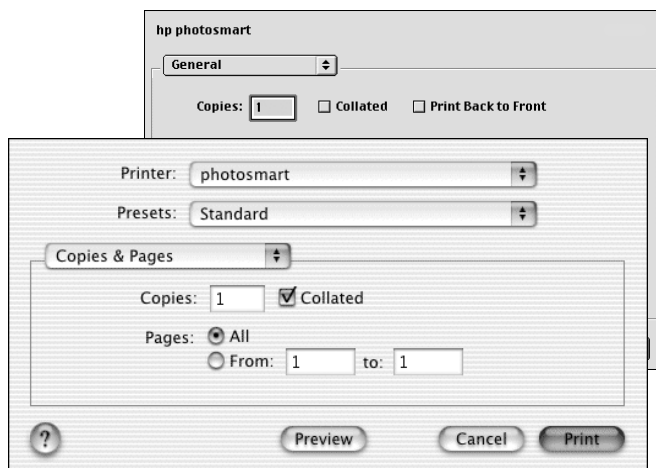 hp photosmart
General
Copies: 1 Collated Print Back to Front
Printer: photosmart
Presets: Standard
Copies & Pages
Copies: 1 Collated
Pages: All
From: 1 to: 1
? Preview Cancel Print